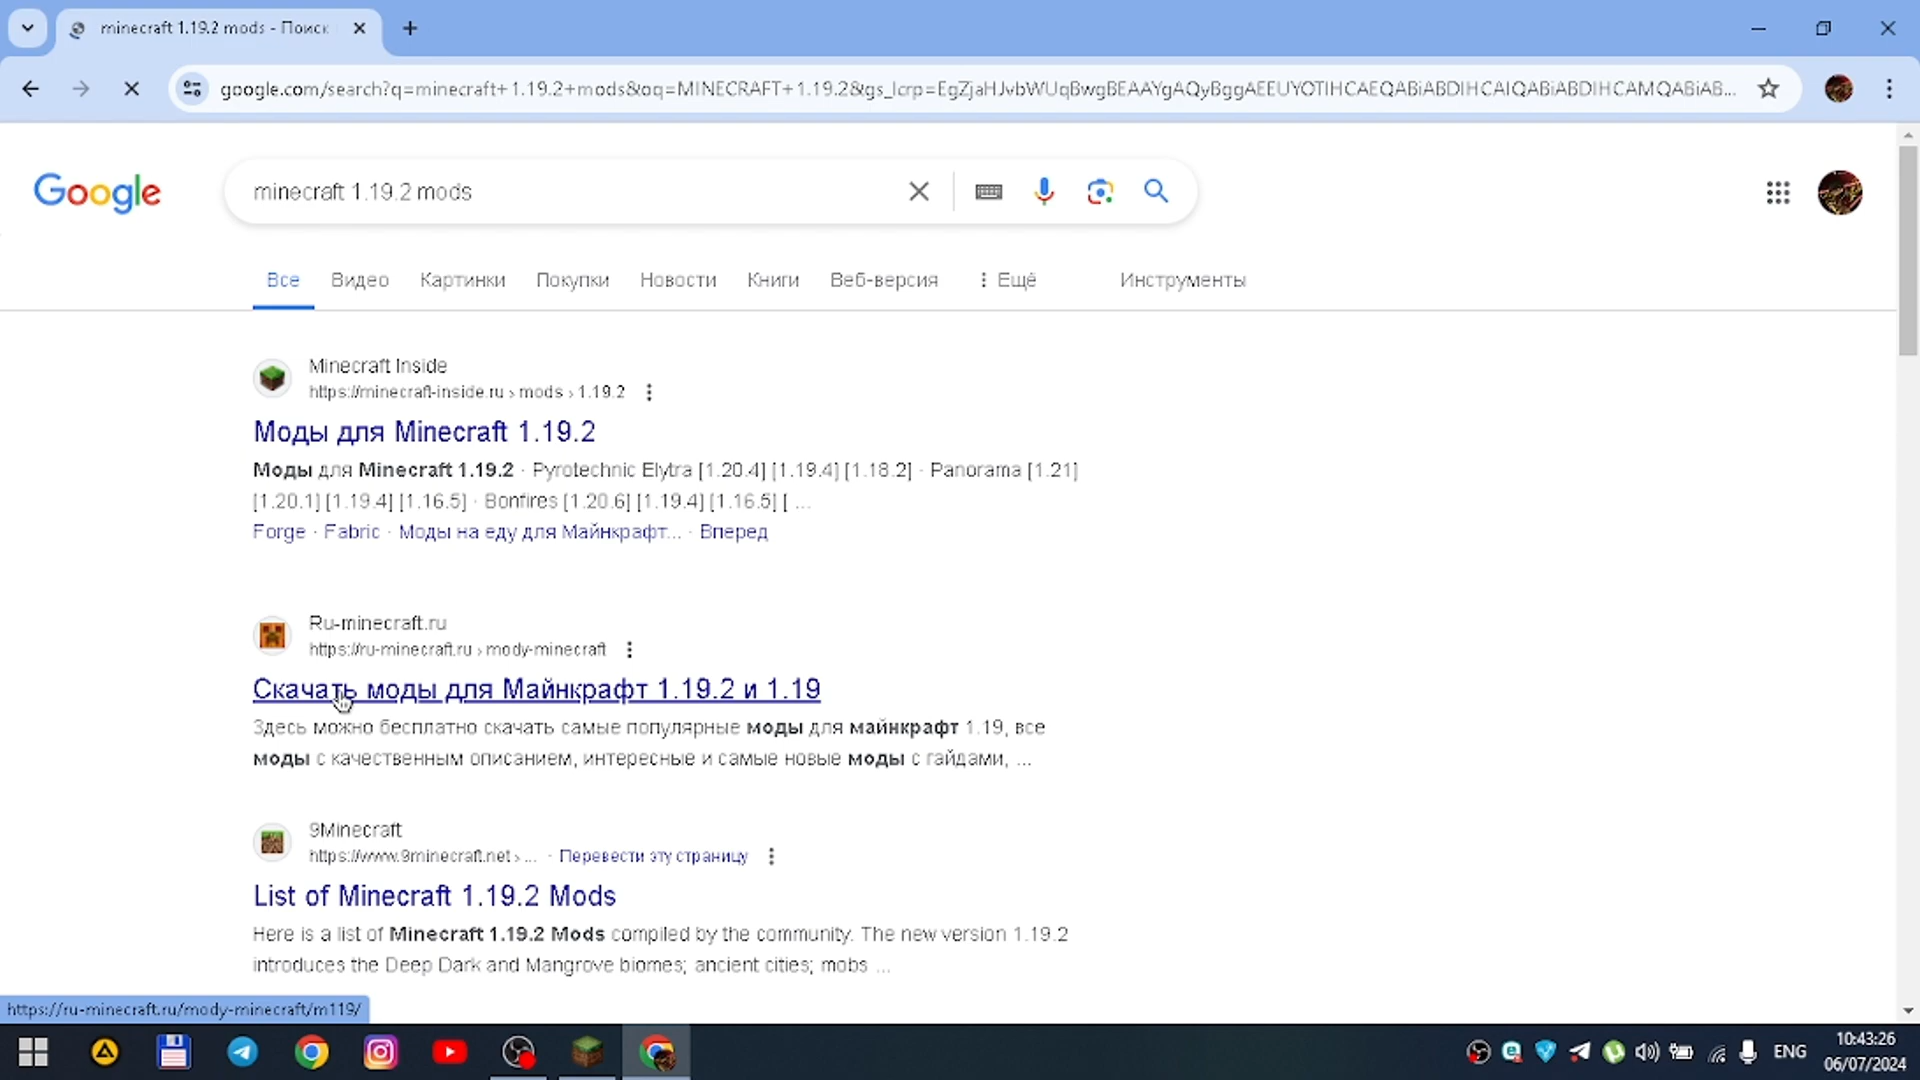 minecraft 1.19.2 mods - Поиск
google.com/search?q=minecraft+1.19.2+mods&oq=MINECRAFT+1.19.2&gs_lcrp=EgZjaHJvbWUqBwgBEAAYgAQyBggAEEUYOTIHCAEQABiABDIHCAIQABiABDIHCAMQABiAB...
Google
minecraft 1.19.2 mods
Все Видео Картинки Покупки Новости Книги Веб-версия Ещё Инструменты
Minecraft Inside
https://minecraft-inside.ru › mods › 1.19.2
Моды для Minecraft 1.19.2
Моды для Minecraft 1.19.2 · Pyrotechnic Elytra [1.20.4] [1.19.4] [1.18.2] · Panorama [1.21]
[1.20.1] [1.19.4] [1.16.5] · Bonfires [1.20.6] [1.19.4] [1.16.5] [ ...
Forge · Fabric · Моды на еду для Майнкрафт... · Вперед
Ru-minecraft.ru
https://ru-minecraft.ru › mody-minecraft
Скачать моды для Майнкрафт 1.19.2 и 1.19
Здесь можно бесплатно скачать самые популярные моды для майнкрафт 1.19, все
моды с качественным описанием, интересные и самые новые моды с гайдами, ...
9Minecraft
https://www.9minecraft.net › ... · Перевести эту страницу
List of Minecraft 1.19.2 Mods
Here is a list of Minecraft 1.19.2 Mods compiled by the community. The new version 1.19.2
introduces the Deep Dark and Mangrove biomes; ancient cities; mobs ...
https://ru-minecraft.ru/mody-minecraft/m119/
ENG
10:43:26
06/07/2024